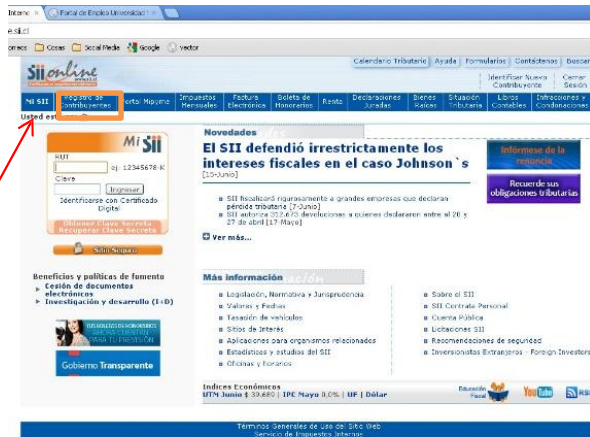 Interno
Portal de Empleo Universidad
e.sii.cl
orreos Cosas Social Media Google vector
Calendario Tributario | Ayuda | Formularios | Contáctenos | Buscar
Sii online
Identificar Nuevo Contribuyente
Cerrar Sesión
Mi SII
Registro de Contribuyentes
Portal Mipyme
Impuestos Mensuales
Factura Electrónica
Boleta de Honorarios
Renta
Declaraciones Juradas
Bienes Raíces
Situación Tributaria
Libros Contables
Infracciones y Condonaciones
Usted est
Mi SII
RUT
ej: 12345678-K
Clave
Ingresar
Identificarse con Certificado
Digital
Obtener Clave Secreta
Recuperar Clave Secreta
Sitio Seguro
Beneficios y políticas de fomento
Cesión de documentos
electrónicos
Investigación y desarrollo (I+D)
AHORA CUENTAN
PARA TU PREVISIÓN
Gobierno Transparente
Novedades
El SII defendió irrestrictamente los
intereses fiscales en el caso Johnson`s
[15-Junio]
SII fiscalizará rigurosamente a grandes empresas que declaran
pérdida tributaria [7-Junio]
SII autoriza 312.673 devoluciones a quienes declararon entre el 20 y
27 de abril [17-Mayo]
Ver más...
Infórmese de la
renuncia
Recuerde sus
obligaciones tributarias
Más información
Legislación, Normativa y Jurisprudencia
Valores y Fechas
Tasación de vehículos
Sitios de Interés
Aplicaciones para organismos relacionados
Estadísticas y estudios del SII
Oficinas y horarios
Sobre el SII
SII Contrata Personal
Cuenta Pública
Licitaciones SII
Recomendaciones de seguridad
Inversionistas Extranjeros - Foreign Investors
Indices Económicos
UTM Junio $ 39.689 | IPC Mayo 0,0% | UF | Dólar
Educación
Fiscal
YouTube
RSS
Términos Generales de Uso del Sitio Web
Servicio de Impuestos Internos